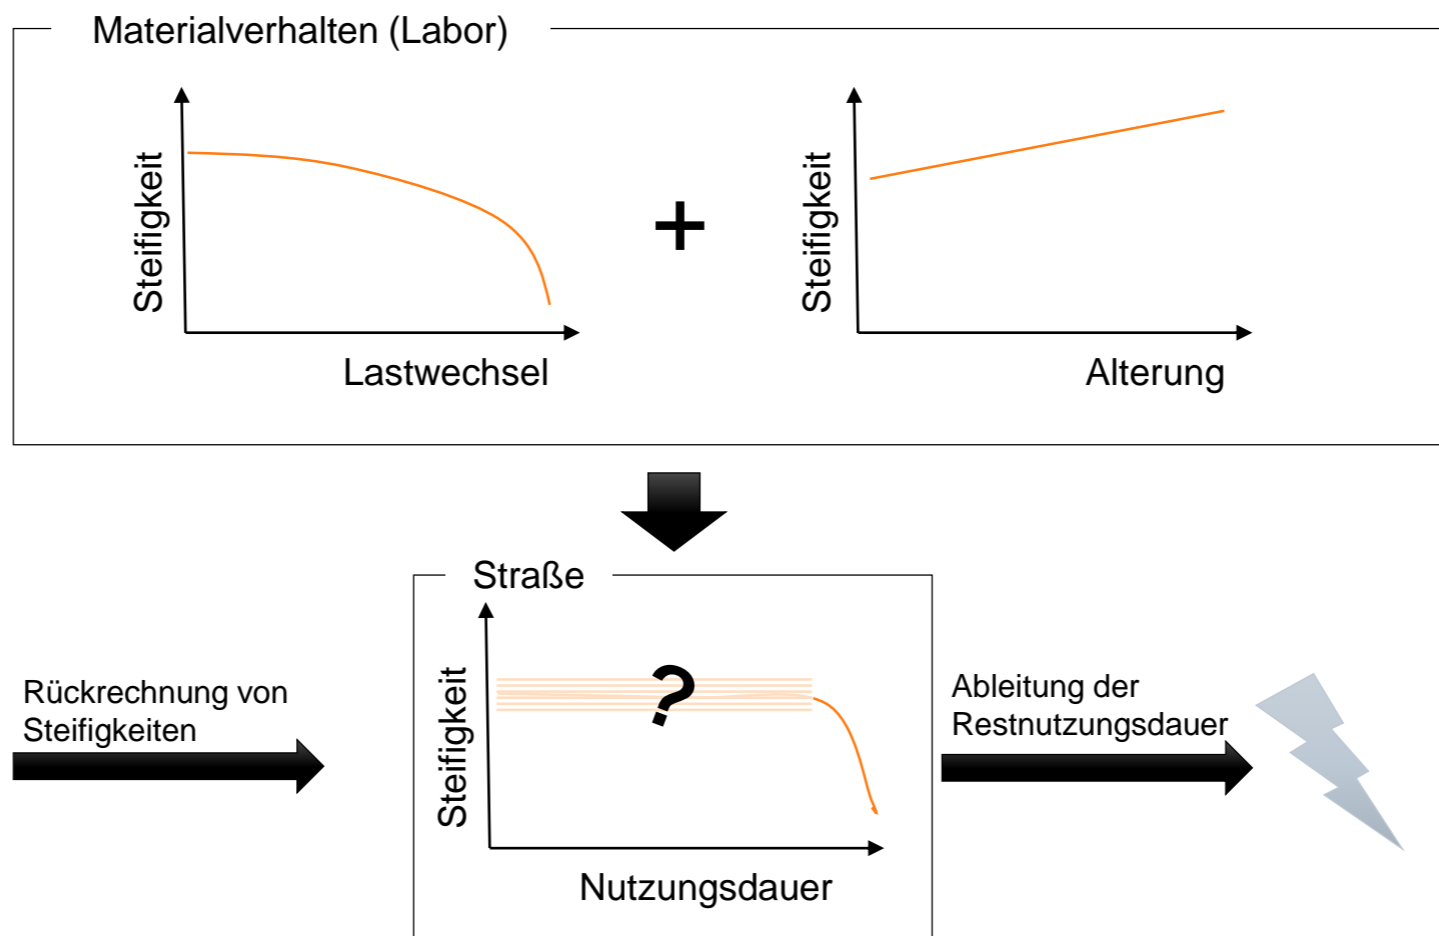 Materialverhalten (Labor)
Steifigkeit
Lastwechsel
+
Steifigkeit
Alterung
Straße
Rückrechnung von
Steifigkeiten
Steifigkeit
?
Nutzungsdauer
Ableitung der
Restnutzungsdauer